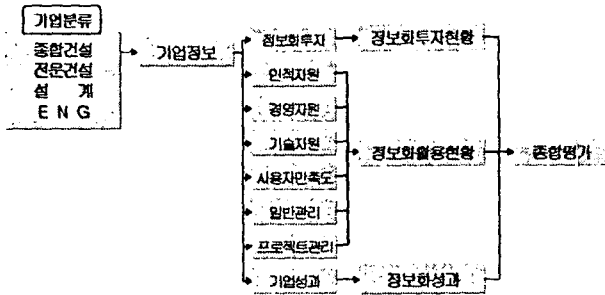 기업분류
종합건설
전문건설
설 계
E N G
기업정보
정보화투자
인적자원
경영자원
기술자원
사용자만족도
일반관리
프로젝트관리
기업성과
정보화투자현황
정보화활용현황
정보화성과
종합평가